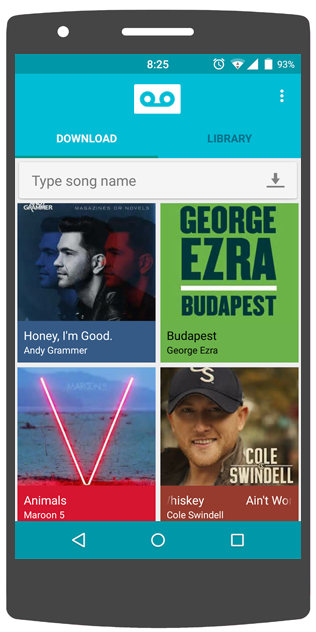 8:25
93%
DOWNLOAD
LIBRARY
Type song name
GRAMMER
MAGAZINES OR NOVELS
Honey, I'm Good.
Andy Grammer
GEORGE
EZRA
BUDAPEST
Budapest
George Ezra
MAROON 5
Animals
Maroon 5
COLE
SWINDELL
hiskey Ain't Wo
Cole Swindell